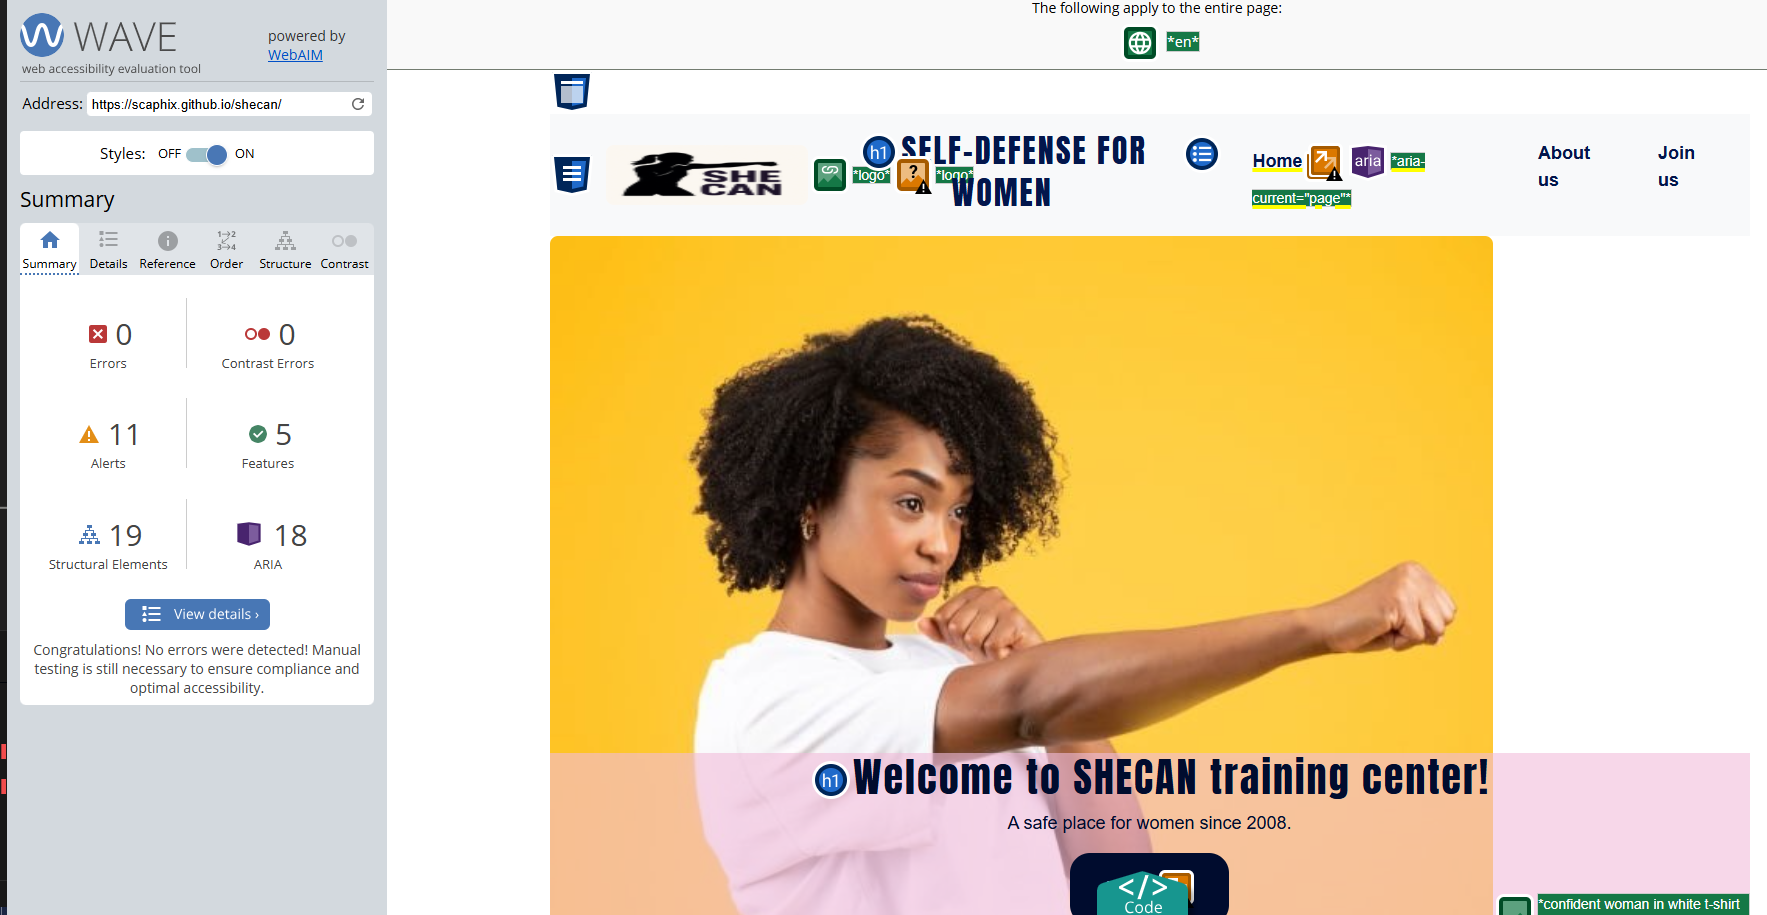 WAVE
powered by
WebAIM
web accessibility evaluation tool
Address: https://scaphix.github.io/shecan/
Styles: OFF ON
Summary
Summary Details Reference Order Structure Contrast
1→2
3→4
0 0
Errors Contrast Errors
11 5
Alerts Features
19 18
Structural Elements ARIA
View details ›
Congratulations! No errors were detected! Manual
testing is still necessary to ensure compliance and
optimal accessibility.
The following apply to the entire page:
*en*
SHE
CAN
*logo* ? *logo*
h1 SELF-DEFENSE FOR
WOMEN
Home aria *aria-
current="page"*
About
us
Join
us
h1 Welcome to SHECAN training center!
A safe place for women since 2008.
</>
Code
*confident woman in white t-shirt